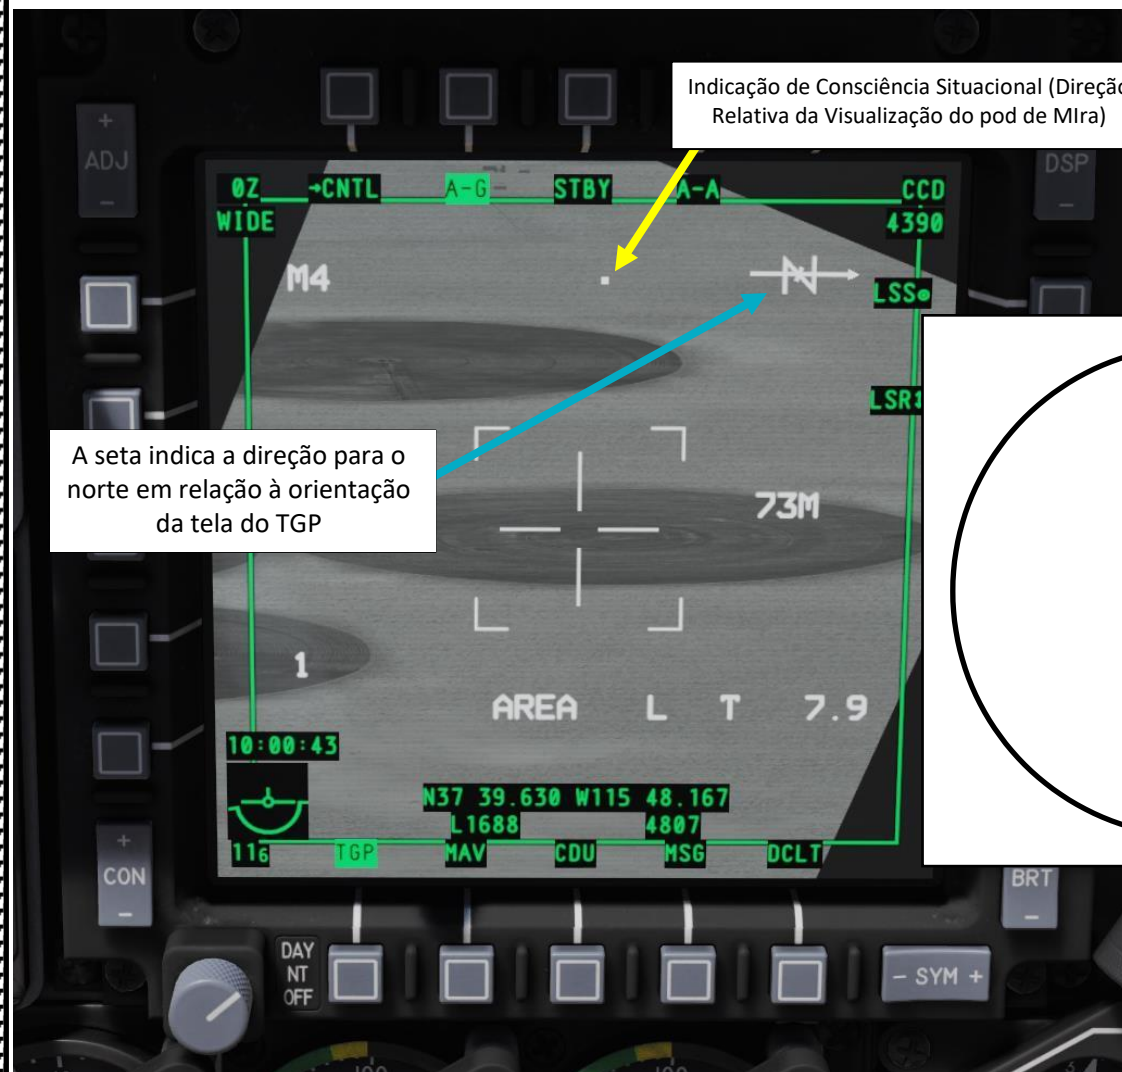 Indicação de Consciência Situacional (Direção
Relativa da Visualização do pod de MIra)
+
ADJ
-
DSP
-
0Z →CNTL A-G STBY A-A CCD
WIDE 4390
M4 N LSS
LSR
A seta indica a direção para o
norte em relação à orientação
da tela do TGP
73M
1
AREA L T 7.9
10:00:43
N37 39.630 W115 48.167
L1688 4807
116 TGP MAV CDU MSG DCLT
+
CON
-
BRT
-
DAY
NT
OFF
- SYM +
100
100